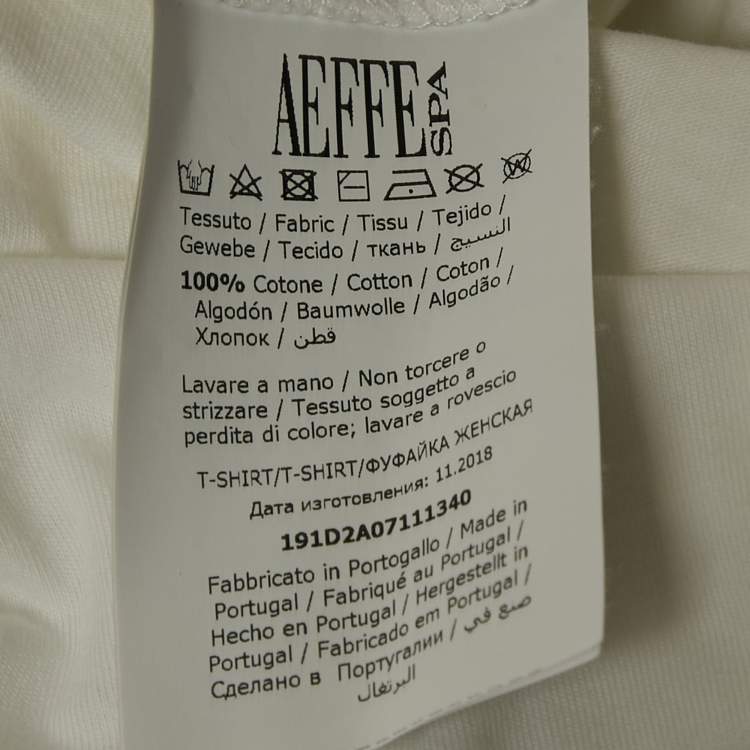 AEFFE SPA
Tessuto / Fabric / Tissu / Tejido /
Gewebe / Tecido / ткань / النسيج
100% Cotone / Cotton / Coton /
Algodón / Baumwolle / Algodão /
Хлопок / قطن
Lavare a mano / Non torcere o
strizzare / Tessuto soggetto a
perdita di colore; lavare a rovescio
T-SHIRT/T-SHIRT/ФУФАЙКА ЖЕНСКАЯ
Дата изготовления: 11.2018
191D2A07111340
Fabbricato in Portogallo / Made in
Portugal / Fabriqué au Portugal /
Hecho en Portugal / Hergestellt in
Portugal / Fabricado em Portugal /
Сделано в Португалии / صنع في
البرتغال